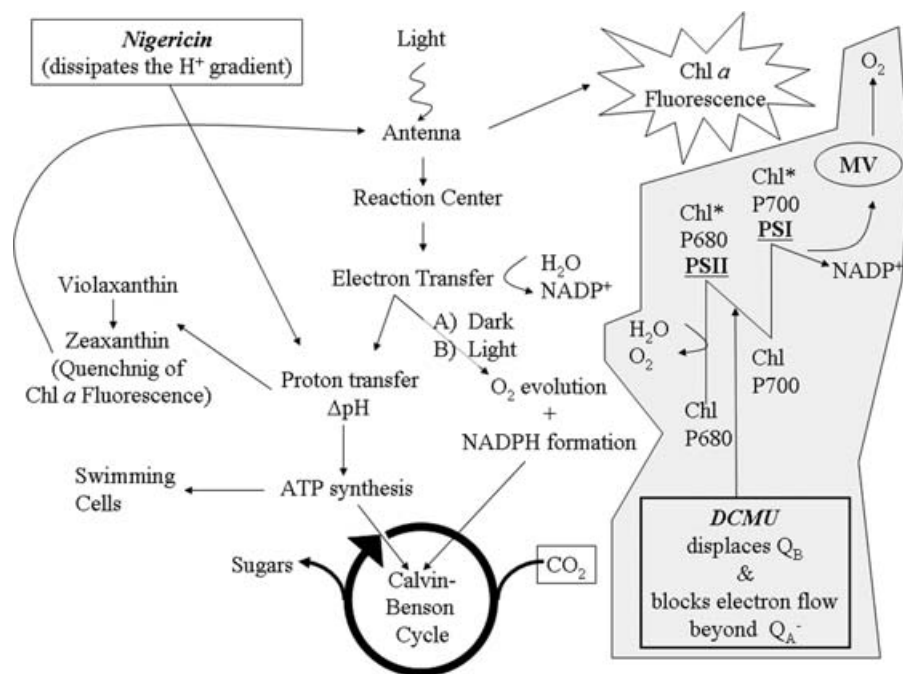 Nigericin
(dissipates the H⁺ gradient)
Light
Chl a
Fluorescence
Antenna
Reaction Center
Electron Transfer
H₂O
NADP⁺
A) Dark
B) Light
Violaxanthin
Zeaxanthin
(Quenchnig of
Chl a Fluorescence)
Proton transfer
ΔpH
O₂ evolution
+
NADPH formation
ATP synthesis
Swimming
Cells
Sugars
Calvin-
Benson
Cycle
CO₂
O₂
MV
Chl*
P700
PSI
Chl*
P680
PSII
NADP⁺
H₂O
O₂
Chl
P700
Chl
P680
DCMU
displaces Q_B
&
blocks electron flow
beyond Q_A⁻